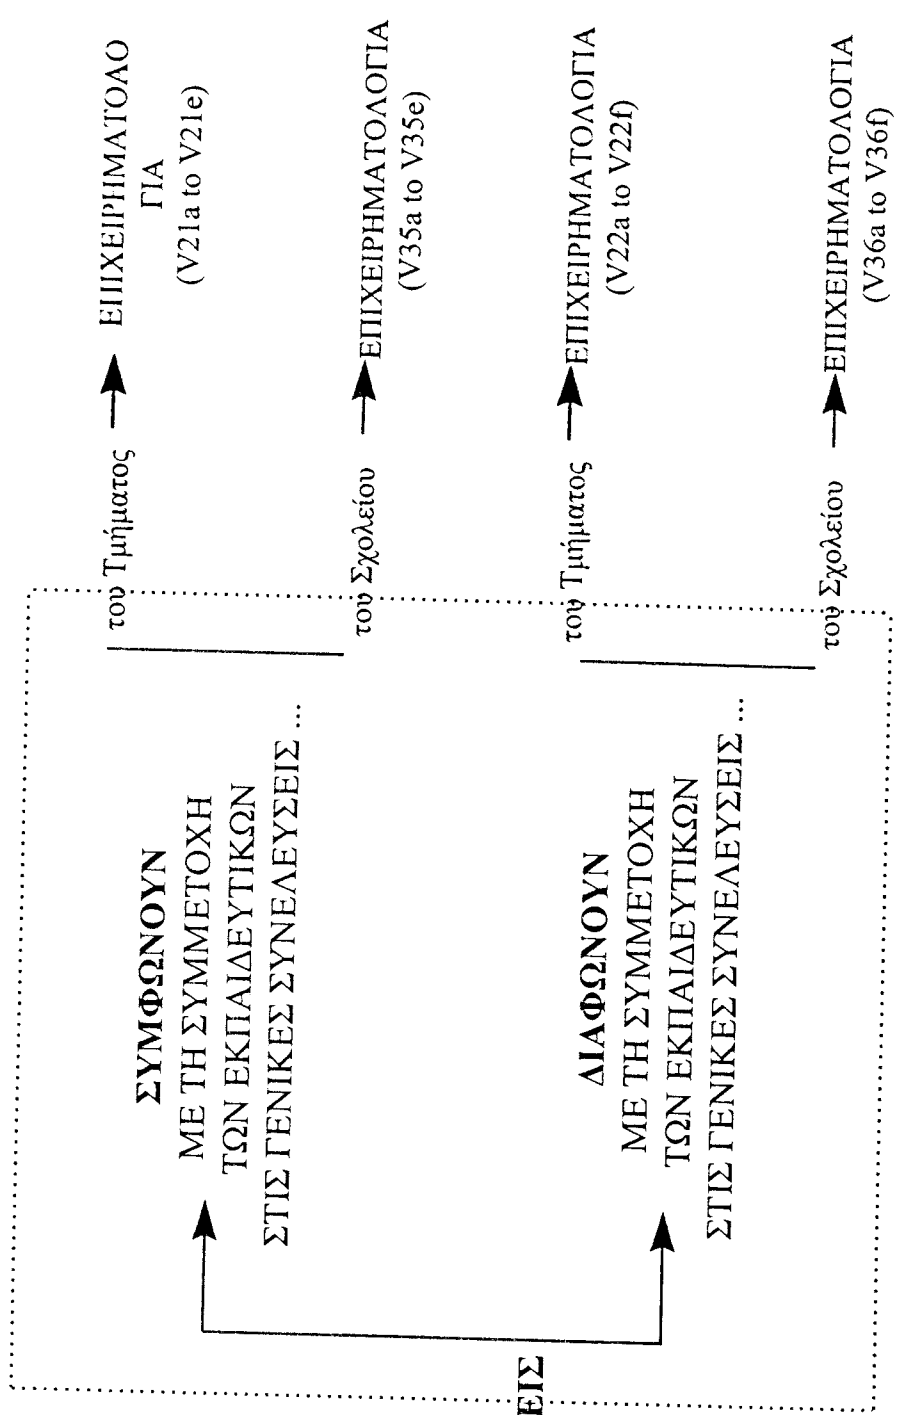 ΣΥΜΦΩΝΟΥΝ
ΜΕ ΤΗ ΣΥΜΜΕΤΟΧΗ
ΤΩΝ ΕΚΠΑΙΔΕΥΤΙΚΩΝ
ΣΤΙΣ ΓΕΝΙΚΕΣ ΣΥΝΕΛΕΥΣΕΙΣ ...
του Τμήματος
ΕΠΙΧΕΙΡΗΜΑΤΟΛΟ
ΓΙΑ
(V21a to V21e)
του Σχολείου
ΕΠΙΧΕΙΡΗΜΑΤΟΛΟΓΙΑ
(V35a to V35e)
ΕΙΣ
ΔΙΑΦΩΝΟΥΝ
ΜΕ ΤΗ ΣΥΜΜΕΤΟΧΗ
ΤΩΝ ΕΚΠΑΙΔΕΥΤΙΚΩΝ
ΣΤΙΣ ΓΕΝΙΚΕΣ ΣΥΝΕΛΕΥΣΕΙΣ ...
του Τμήματος
ΕΠΙΧΕΙΡΗΜΑΤΟΛΟΓΙΑ
(V22a to V22f)
του Σχολείου
ΕΠΙΧΕΙΡΗΜΑΤΟΛΟΓΙΑ
(V36a to V36f)